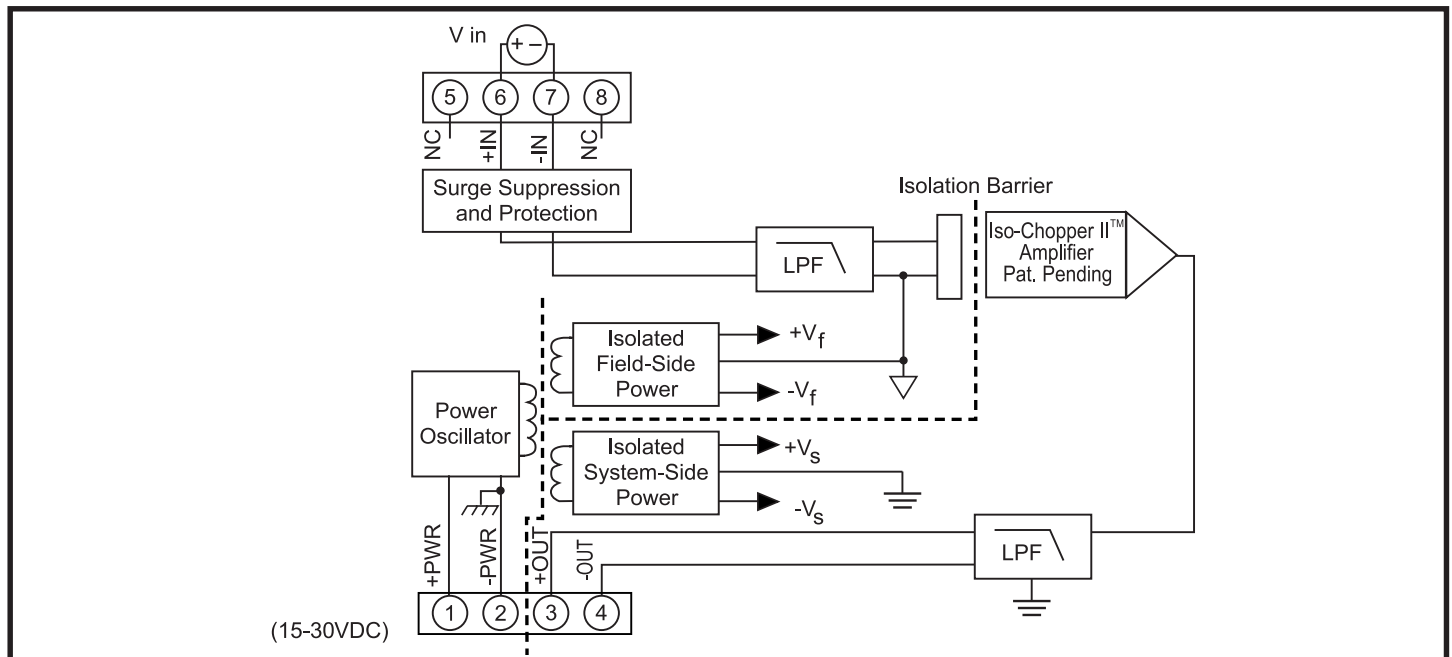 V in
+ –
5 6 7 8
NC
+IN
-IN
NC
Surge Suppression
and Protection
Isolation Barrier
LPF
Iso-Chopper II™
Amplifier
Pat. Pending
Isolated
Field-Side
Power
+Vf
-Vf
Power
Oscillator
Isolated
System-Side
Power
+Vs
-Vs
+PWR
-PWR
+OUT
-OUT
LPF
1 2 3 4
(15-30VDC)